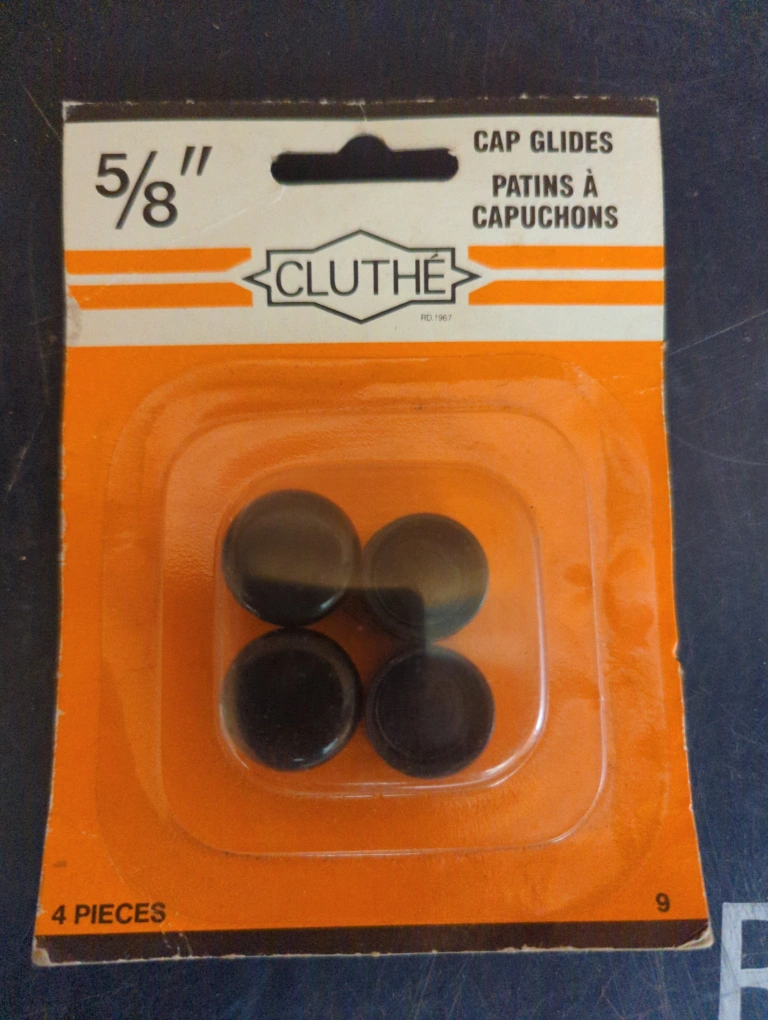 5/8"
CAP GLIDES
PATINS À
CAPUCHONS
CLUTHÉ
RD.1967
4 PIECES
9